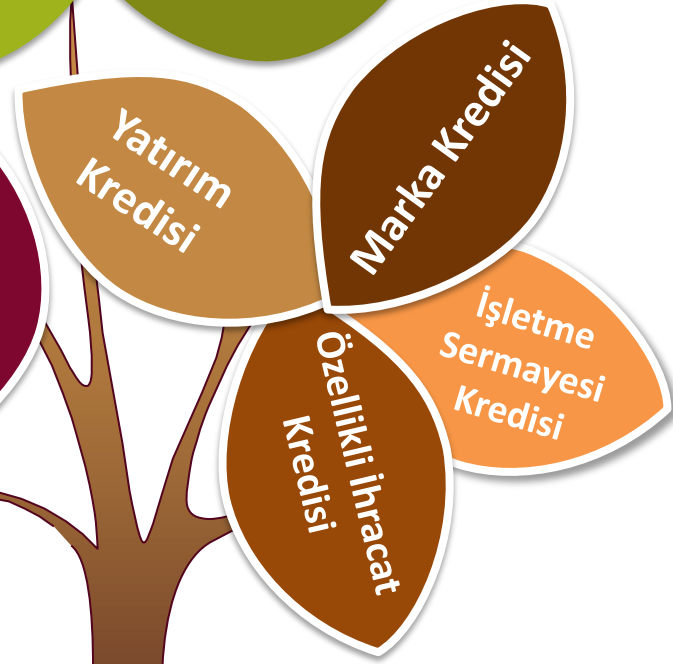 Yatırım
Kredisi
Marka Kredisi
İşletme
Sermayesi
Kredisi
Özellikli İhracat
Kredisi